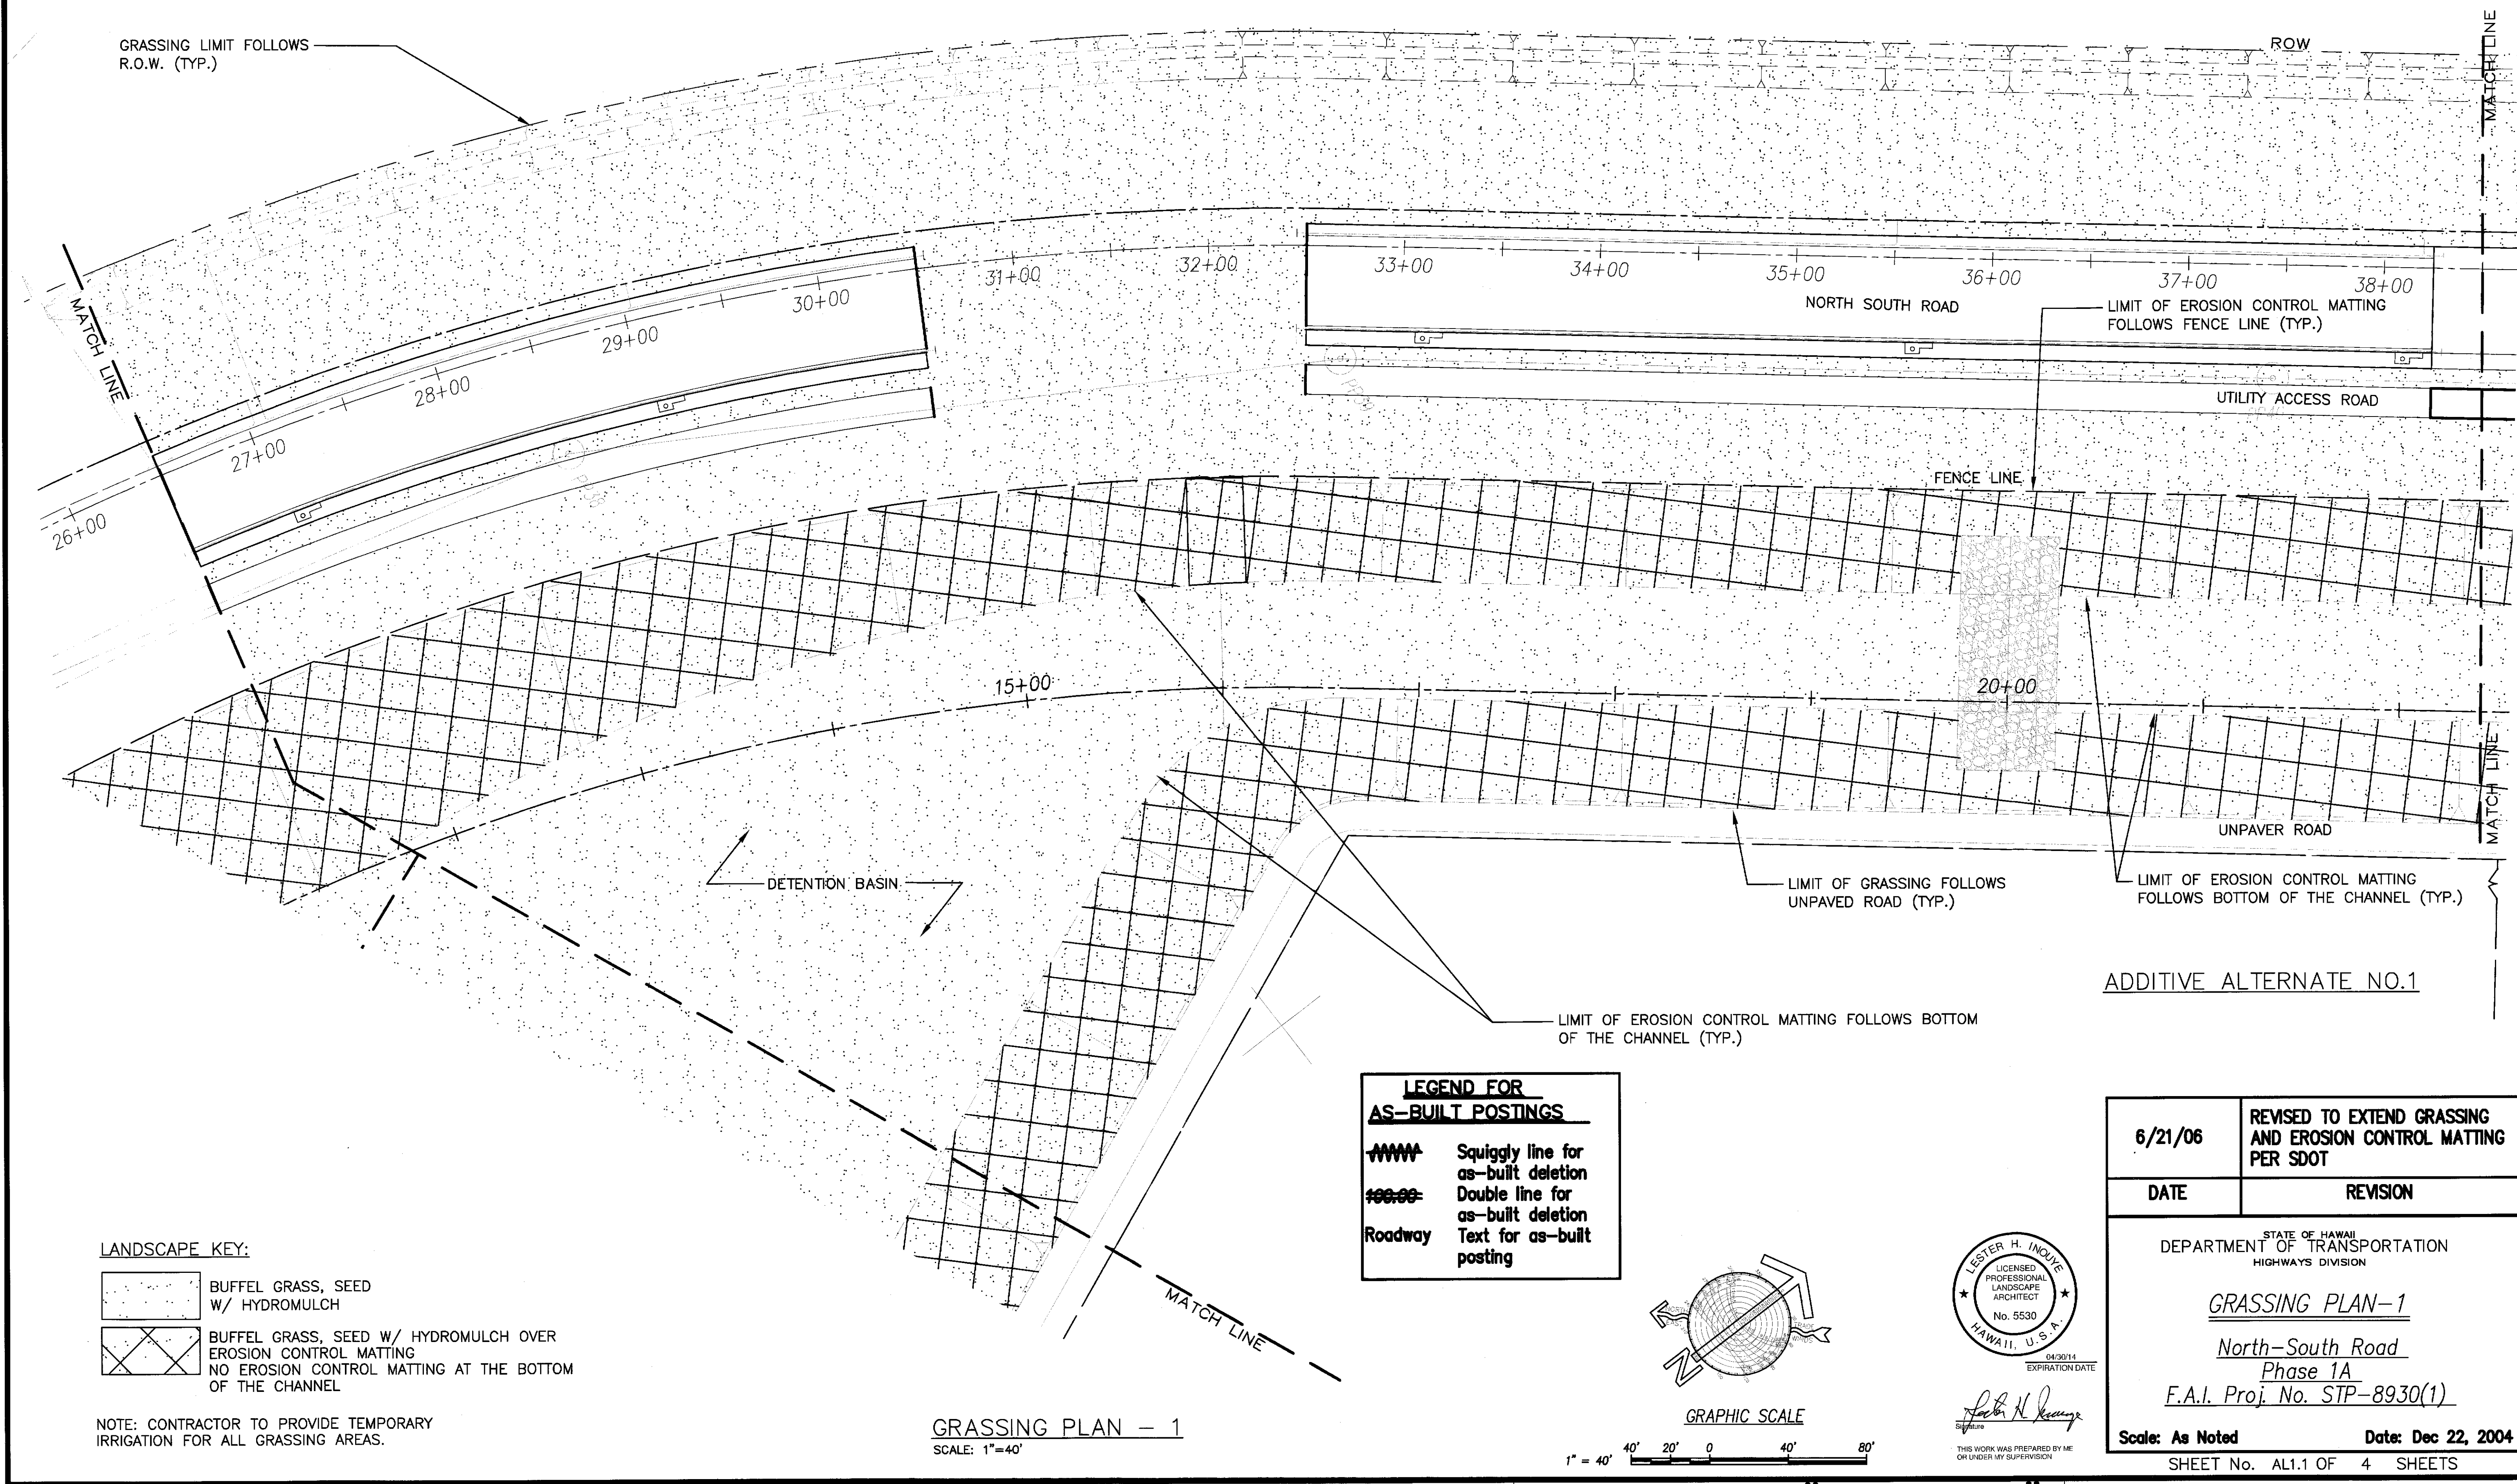 GRASSING LIMIT FOLLOWS
R.O.W. (TYP.)
ROW
MATCH LINE
MATCH LINE
26+00
27+00
28+00
29+00
30+00
31+00
32+00
33+00
34+00
35+00
36+00
37+00
38+00
NORTH SOUTH ROAD
LIMIT OF EROSION CONTROL MATTING
FOLLOWS FENCE LINE (TYP.)
UTILITY ACCESS ROAD
FENCE LINE
15+00
20+00
MATCH LINE
UNPAVER ROAD
DETENTION BASIN
LIMIT OF GRASSING FOLLOWS
UNPAVED ROAD (TYP.)
LIMIT OF EROSION CONTROL MATTING
FOLLOWS BOTTOM OF THE CHANNEL (TYP.)
ADDITIVE ALTERNATE NO.1
LIMIT OF EROSION CONTROL MATTING FOLLOWS BOTTOM
OF THE CHANNEL (TYP.)
MATCH LINE
LEGEND FOR
AS-BUILT POSTINGS
Squiggly line for
as-built deletion
100.00
Double line for
as-built deletion
Roadway
Text for as-built
posting
LANDSCAPE KEY:
BUFFEL GRASS, SEED
W/ HYDROMULCH
BUFFEL GRASS, SEED W/ HYDROMULCH OVER
EROSION CONTROL MATTING
NO EROSION CONTROL MATTING AT THE BOTTOM
OF THE CHANNEL
NOTE: CONTRACTOR TO PROVIDE TEMPORARY
IRRIGATION FOR ALL GRASSING AREAS.
GRASSING PLAN - 1
SCALE: 1"=40'
N
TRADE
WINDS
GRAPHIC SCALE
1" = 40'
40' 20' 0 40' 80'
LESTER H. INOUYE
LICENSED
PROFESSIONAL
LANDSCAPE
ARCHITECT
No. 5530
HAWAII, U.S.A.
04/30/14
EXPIRATION DATE
Signature
THIS WORK WAS PREPARED BY ME
OR UNDER MY SUPERVISION
6/21/06
REVISED TO EXTEND GRASSING
AND EROSION CONTROL MATTING
PER SDOT
DATE
REVISION
STATE OF HAWAII
DEPARTMENT OF TRANSPORTATION
HIGHWAYS DIVISION
GRASSING PLAN-1
North-South Road
Phase 1A
F.A.I. Proj. No. STP-8930(1)
Scale: As Noted
Date: Dec 22, 2004
SHEET No. AL1.1 OF 4 SHEETS